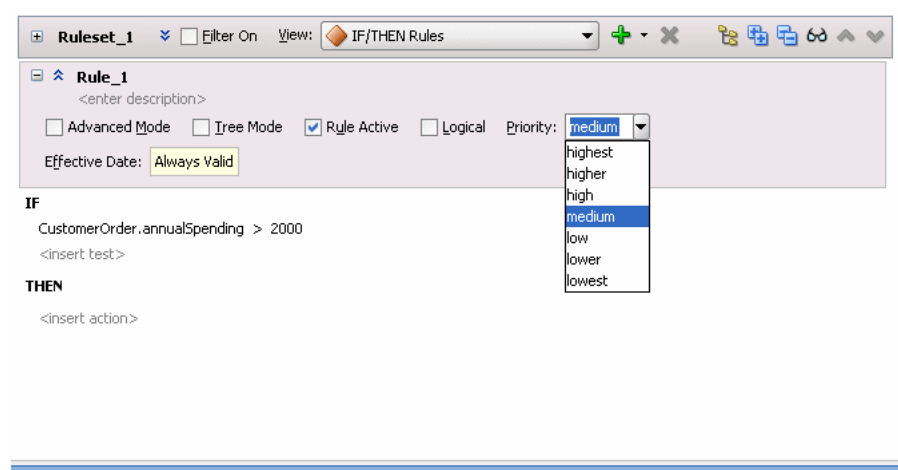 Ruleset_1 Filter On View: IF/THEN Rules
Rule_1
<enter description>
Advanced Mode Tree Mode Rule Active Logical Priority: medium
Effective Date: Always Valid
highest
higher
high
medium
low
lower
lowest
IF
CustomerOrder.annualSpending > 2000
<insert test>
THEN
<insert action>